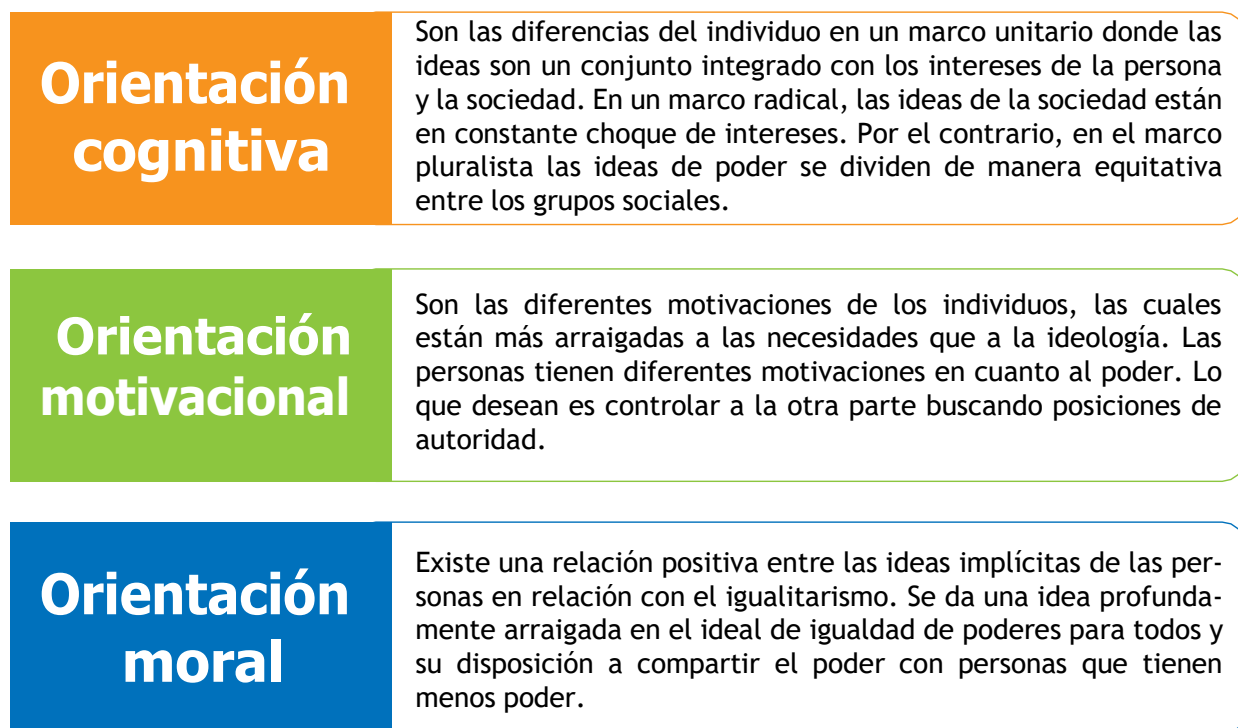 Orientación
cognitiva
Son las diferencias del individuo en un marco unitario donde las
ideas son un conjunto integrado con los intereses de la persona
y la sociedad. En un marco radical, las ideas de la sociedad están
en constante choque de intereses. Por el contrario, en el marco
pluralista las ideas de poder se dividen de manera equitativa
entre los grupos sociales.
Orientación
motivacional
Son las diferentes motivaciones de los individuos, las cuales
están más arraigadas a las necesidades que a la ideología. Las
personas tienen diferentes motivaciones en cuanto al poder. Lo
que desean es controlar a la otra parte buscando posiciones de
autoridad.
Orientación
moral
Existe una relación positiva entre las ideas implícitas de las per-
sonas en relación con el igualitarismo. Se da una idea profunda-
mente arraigada en el ideal de igualdad de poderes para todos y
su disposición a compartir el poder con personas que tienen
menos poder.